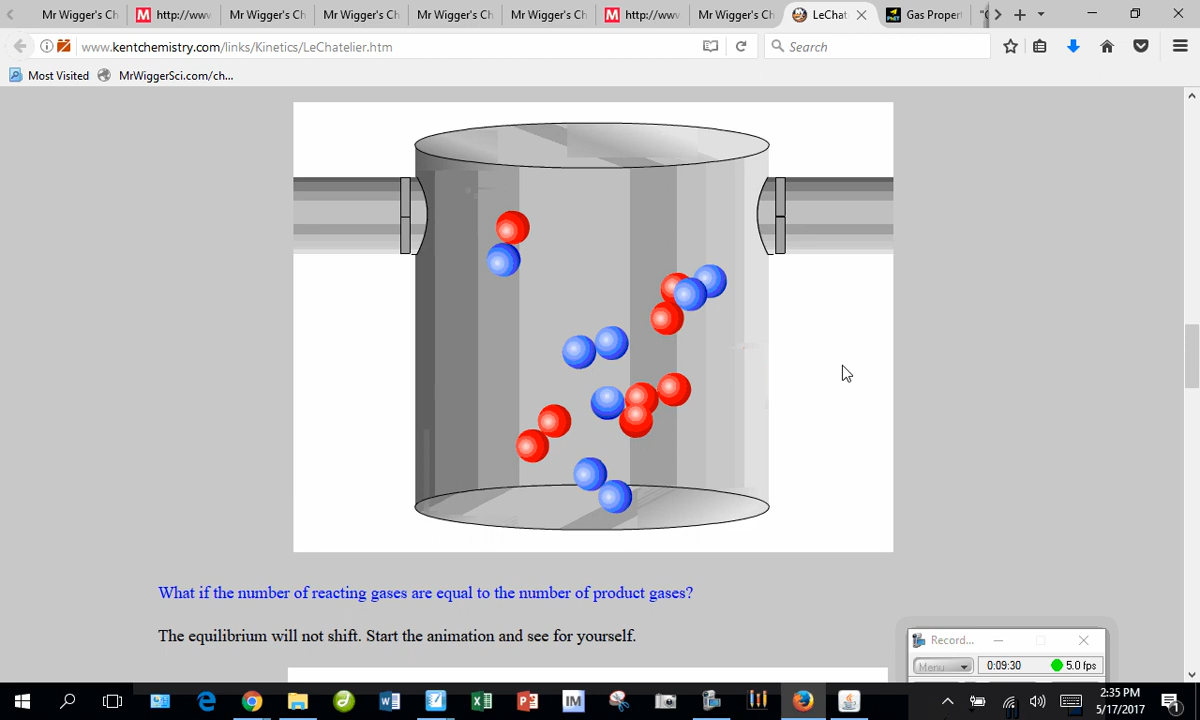 Mr Wigger's Ch
http://www
Mr Wigger's Ch
Mr Wigger's Ch
Mr Wigger's Ch
Mr Wigger's Ch
http://www
Mr Wigger's Ch
LeChat
Gas Propert
www.kentchemistry.com/links/Kinetics/LeChatelier.htm
Search
Most Visited
MrWiggerSci.com/ch...
What if the number of reacting gases are equal to the number of product gases?
The equilibrium will not shift. Start the animation and see for yourself.
Record...
Menu
0:09:30
5.0 fps
2:35 PM
5/17/2017